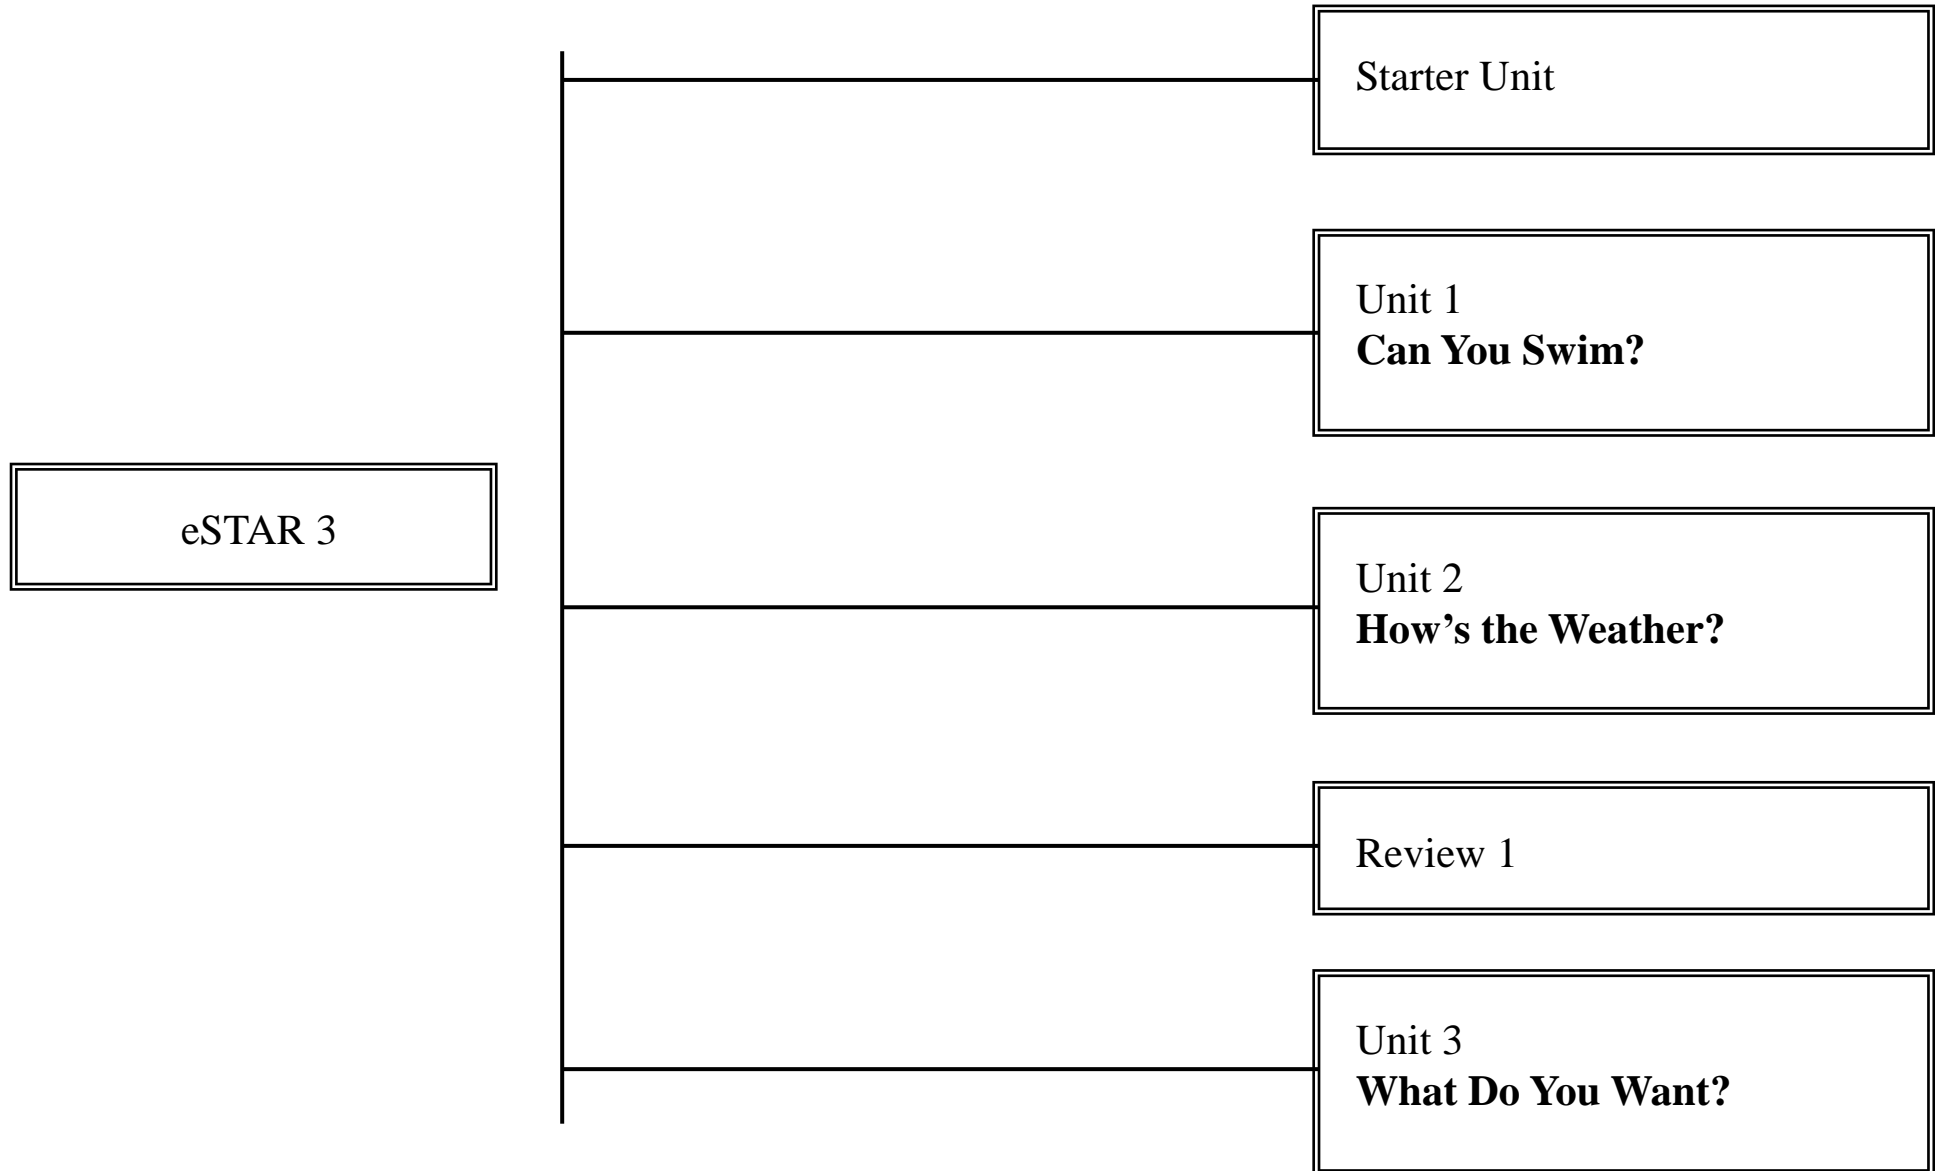 Starter Unit
Unit 1
Can You Swim?
eSTAR 3
Unit 2
How’s the Weather?
Review 1
Unit 3
What Do You Want?